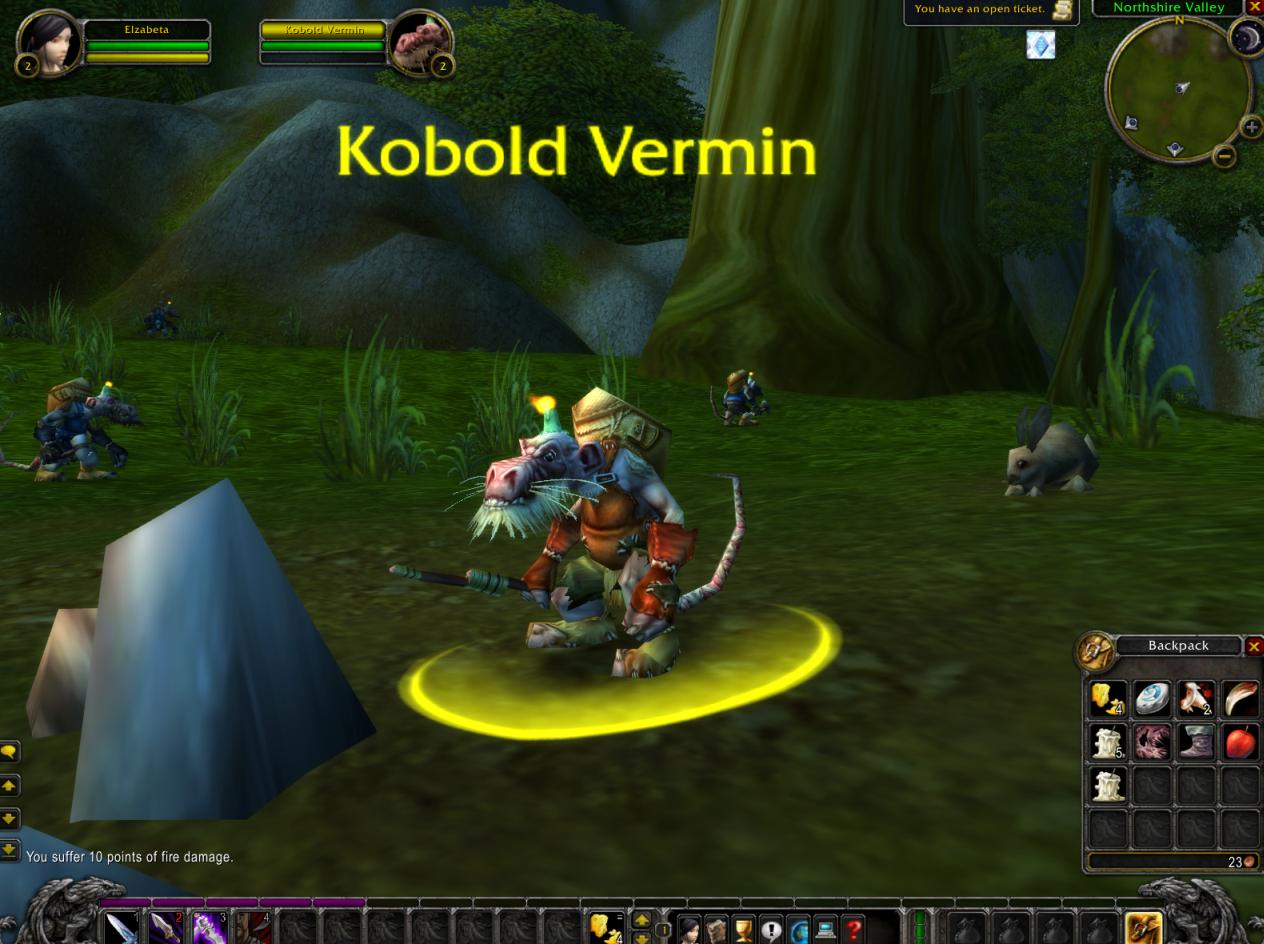 Elzabeta
2
Kobold Vermin
2
You have an open ticket.
Northshire Valley
N
Kobold Vermin
Backpack
4
2
5
23
You suffer 10 points of fire damage.
1
2
3
4
=
4
1